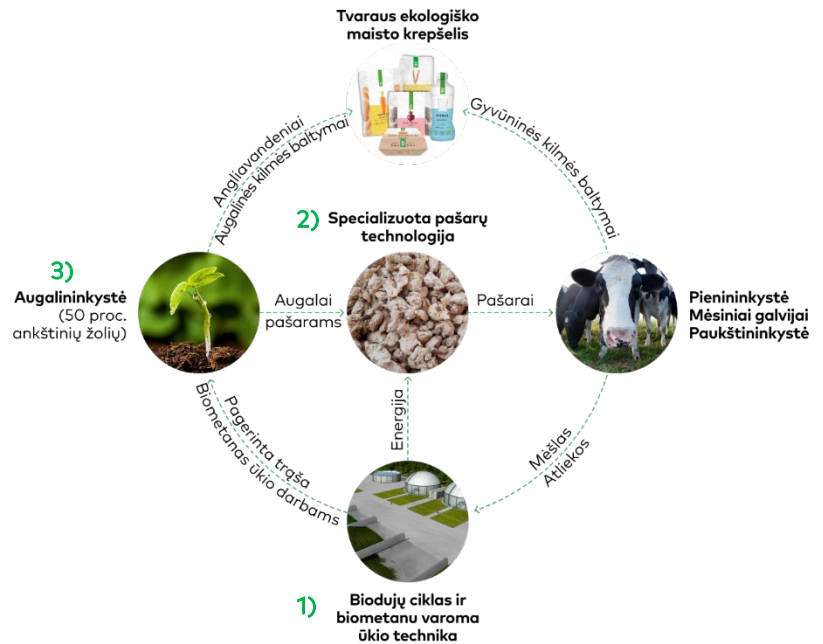 Tvaraus ekologiško
maisto krepšelis
Angliavandeniai
Augalinės kilmės baltymai
Gyvūninės kilmės baltymai
2) Specializuota pašarų
technologija
3)
Augalininkystė
(50 proc.
ankštinių žolių)
Augalai
pašarams
Pašarai
Pienininkystė
Mėsiniai galvijai
Paukštininkystė
Pagerinta trąša
Biometanas ūkio darbams
Energija
Mėšlas
Atliekos
1)
Biodujų ciklas ir
biometanu varoma
ūkio technika